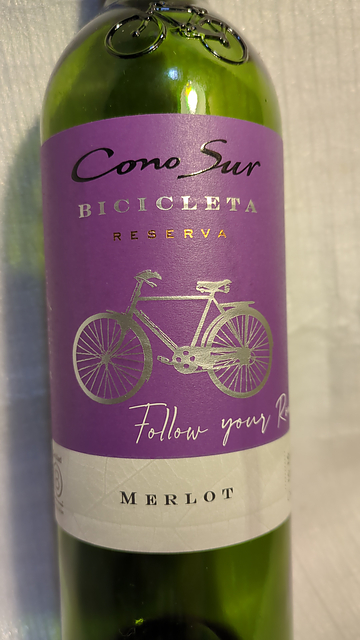 Cono Sur
BICICLETA
RESERVA
Follow your
MERLOT